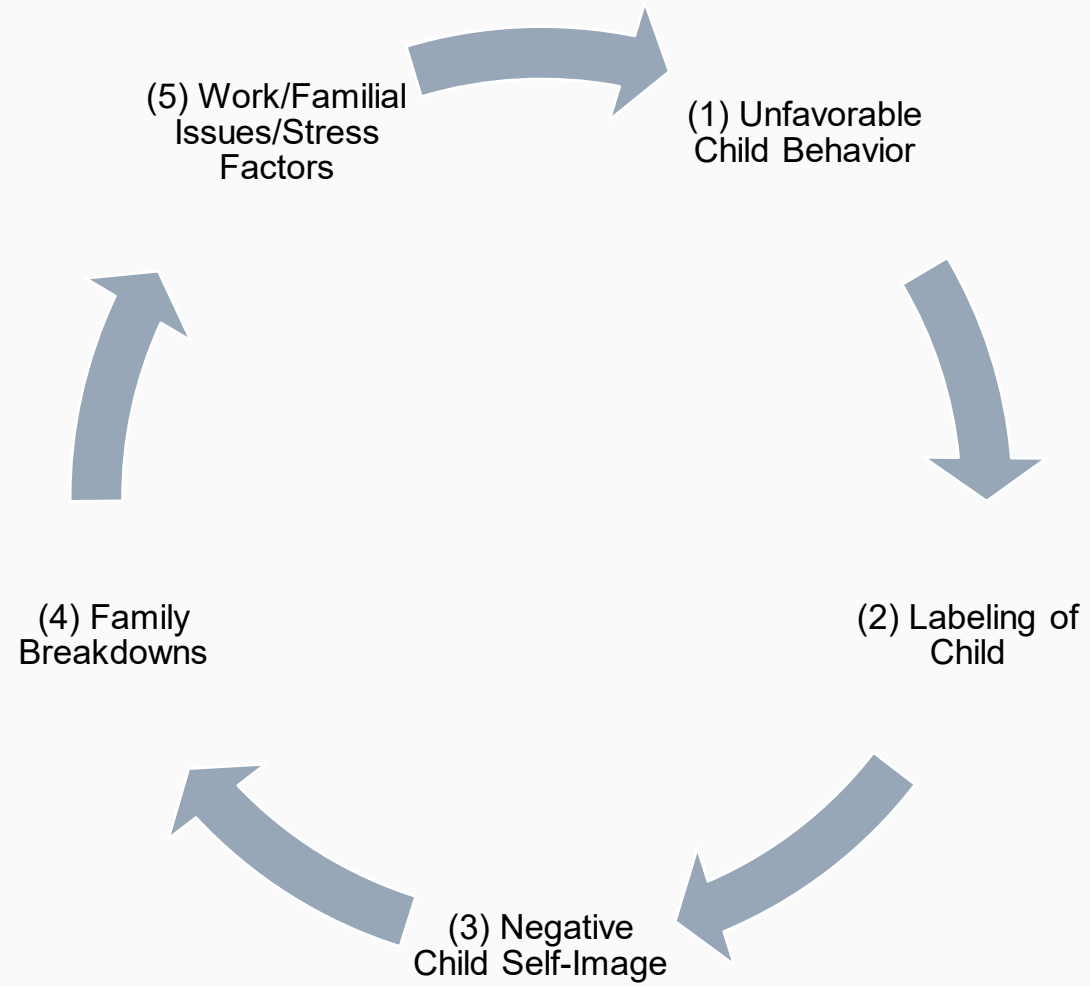 (5) Work/Familial
Issues/Stress
Factors
(1) Unfavorable
Child Behavior
(2) Labeling of
Child
(3) Negative
Child Self-Image
(4) Family
Breakdowns